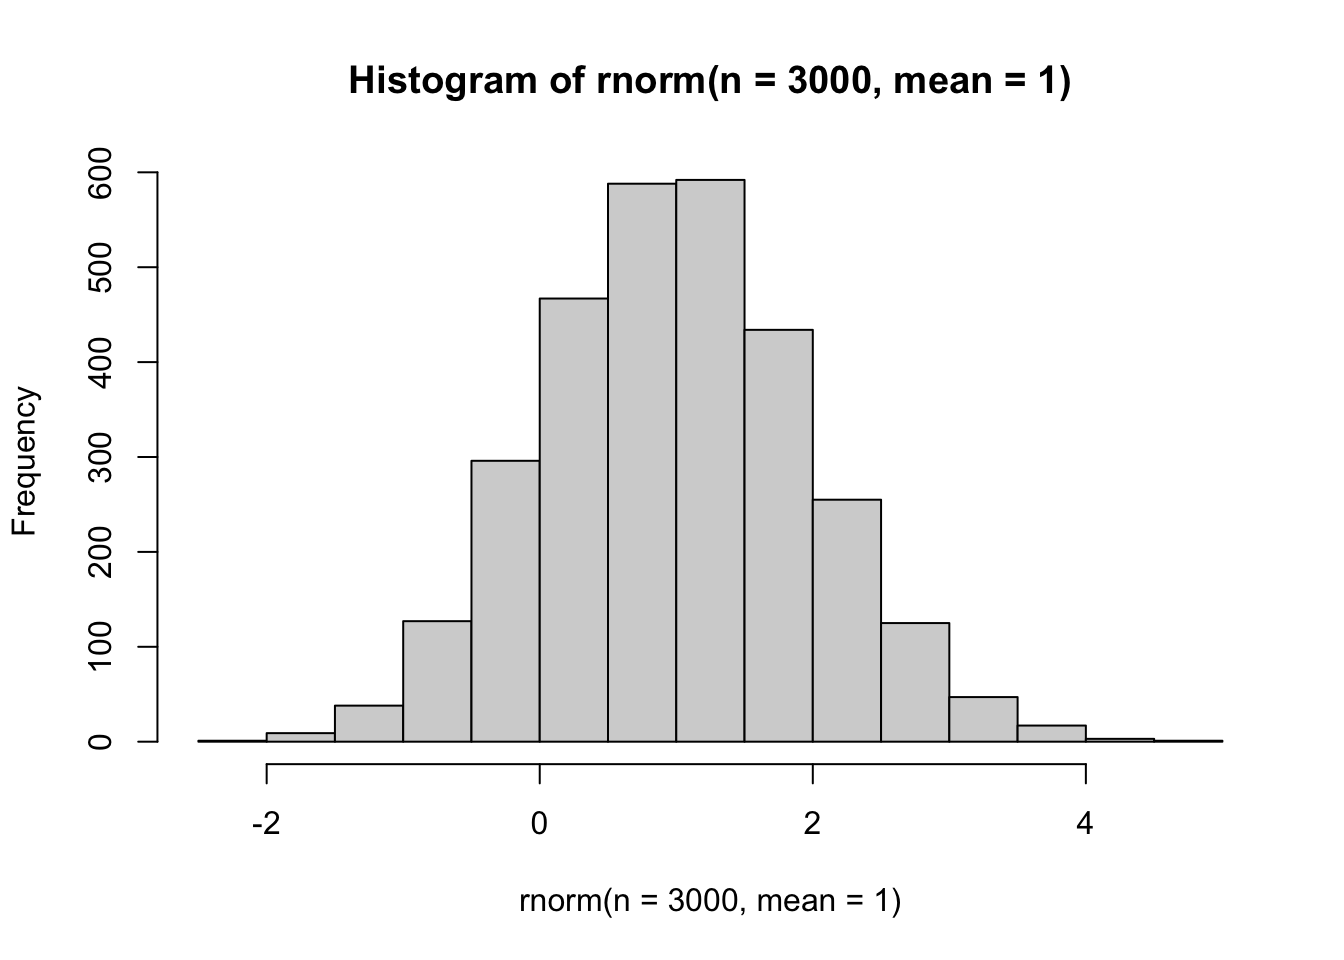 Histogram of rnorm(n = 3000, mean = 1)
600
500
400
300
200
100
0
Frequency
-2 0 2 4
rnorm(n = 3000, mean = 1)